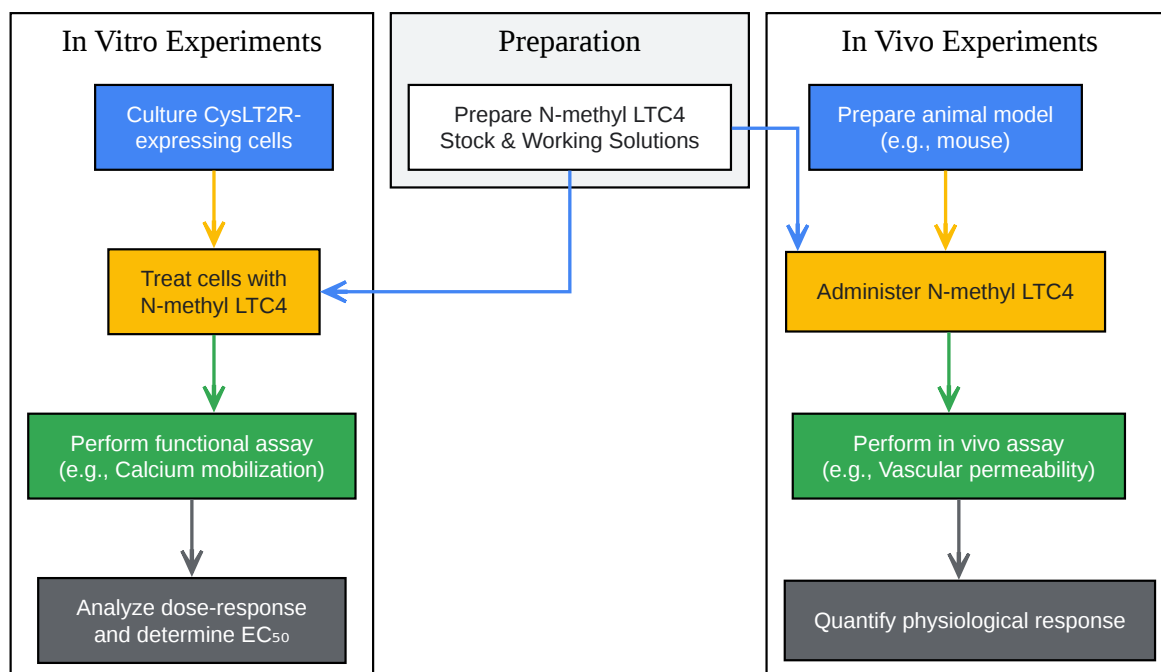 In Vitro Experiments
Culture CysLT2R-
expressing cells
Treat cells with
N-methyl LTC4
Perform functional assay
(e.g., Calcium mobilization)
Analyze dose-response
and determine EC₅₀
Preparation
Prepare N-methyl LTC4
Stock & Working Solutions
In Vivo Experiments
Prepare animal model
(e.g., mouse)
Administer N-methyl LTC4
Perform in vivo assay
(e.g., Vascular permeability)
Quantify physiological response